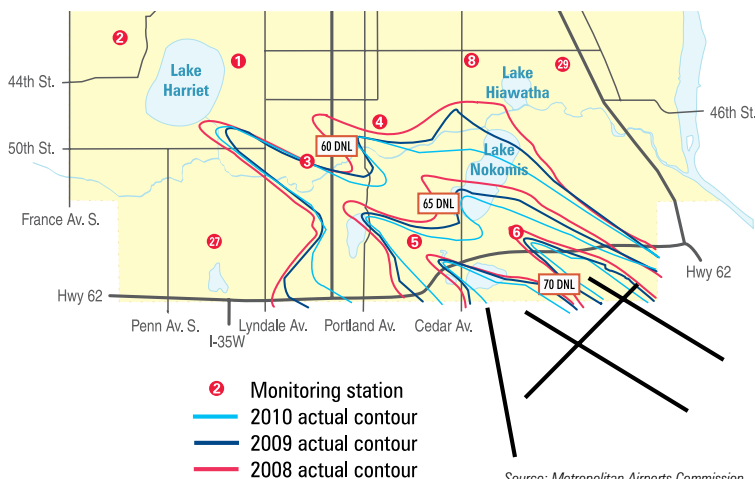 2
1
8
29
Lake
Harriet
Lake
Hiawatha
44th St.
46th St.
4
60 DNL
50th St.
3
Lake
Nokomis
65 DNL
France Av. S.
27
5
6
70 DNL
Hwy 62
Hwy 62
Penn Av. S.
I-35W
Lyndale Av.
Portland Av.
Cedar Av.
2 Monitoring station
2010 actual contour
2009 actual contour
2008 actual contour
Source: Metropolitan Airports Commission